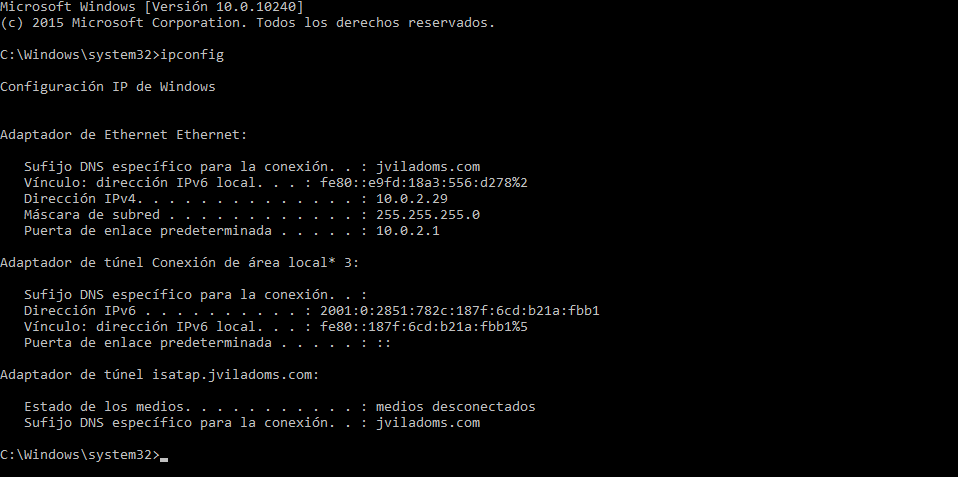 Microsoft Windows [Versión 10.0.10240]
(c) 2015 Microsoft Corporation. Todos los derechos reservados.
C:\Windows\system32>ipconfig
Configuración IP de Windows
Adaptador de Ethernet Ethernet:
Sufijo DNS específico para la conexión. . : jviladoms.com
Vínculo: dirección IPv6 local. . . : fe80::e9fd:18a3:556:d278%2
Dirección IPv4. . . . . . . . . . . . . . : 10.0.2.29
Máscara de subred . . . . . . . . . . . . : 255.255.255.0
Puerta de enlace predeterminada . . . . . : 10.0.2.1
Adaptador de túnel Conexión de área local* 3:
Sufijo DNS específico para la conexión. . :
Dirección IPv6 . . . . . . . . . . : 2001:0:2851:782c:187f:6cd:b21a:fbb1
Vínculo: dirección IPv6 local. . . : fe80::187f:6cd:b21a:fbb1%5
Puerta de enlace predeterminada . . . . . : ::
Adaptador de túnel isatap.jviladoms.com:
Estado de los medios. . . . . . . . . . . : medios desconectados
Sufijo DNS específico para la conexión. . : jviladoms.com
C:\Windows\system32>_